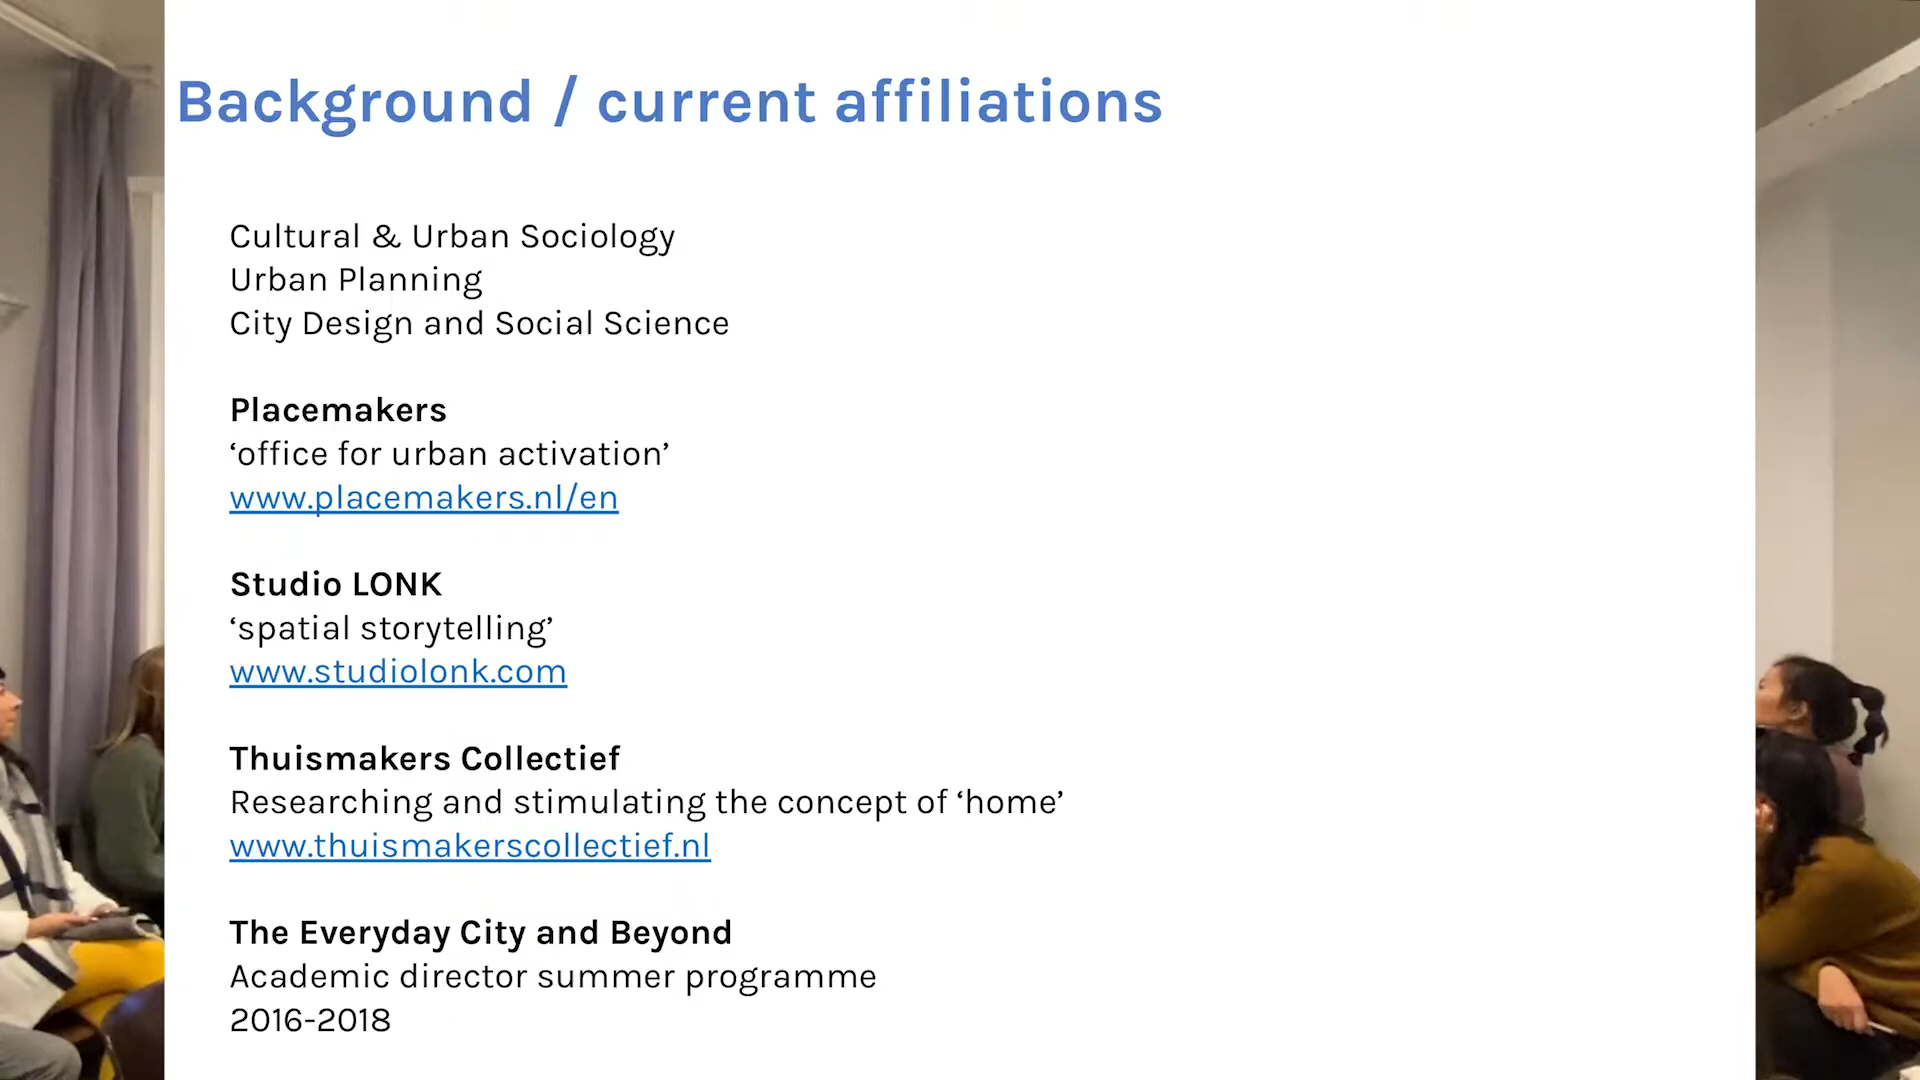 Background / current affiliations
Cultural & Urban Sociology
Urban Planning
City Design and Social Science
Placemakers
‘office for urban activation’
www.placemakers.nl/en
Studio LONK
‘spatial storytelling’
www.studiolonk.com
Thuismakers Collectief
Researching and stimulating the concept of ‘home’
www.thuismakerscollectief.nl
The Everyday City and Beyond
Academic director summer programme
2016-2018